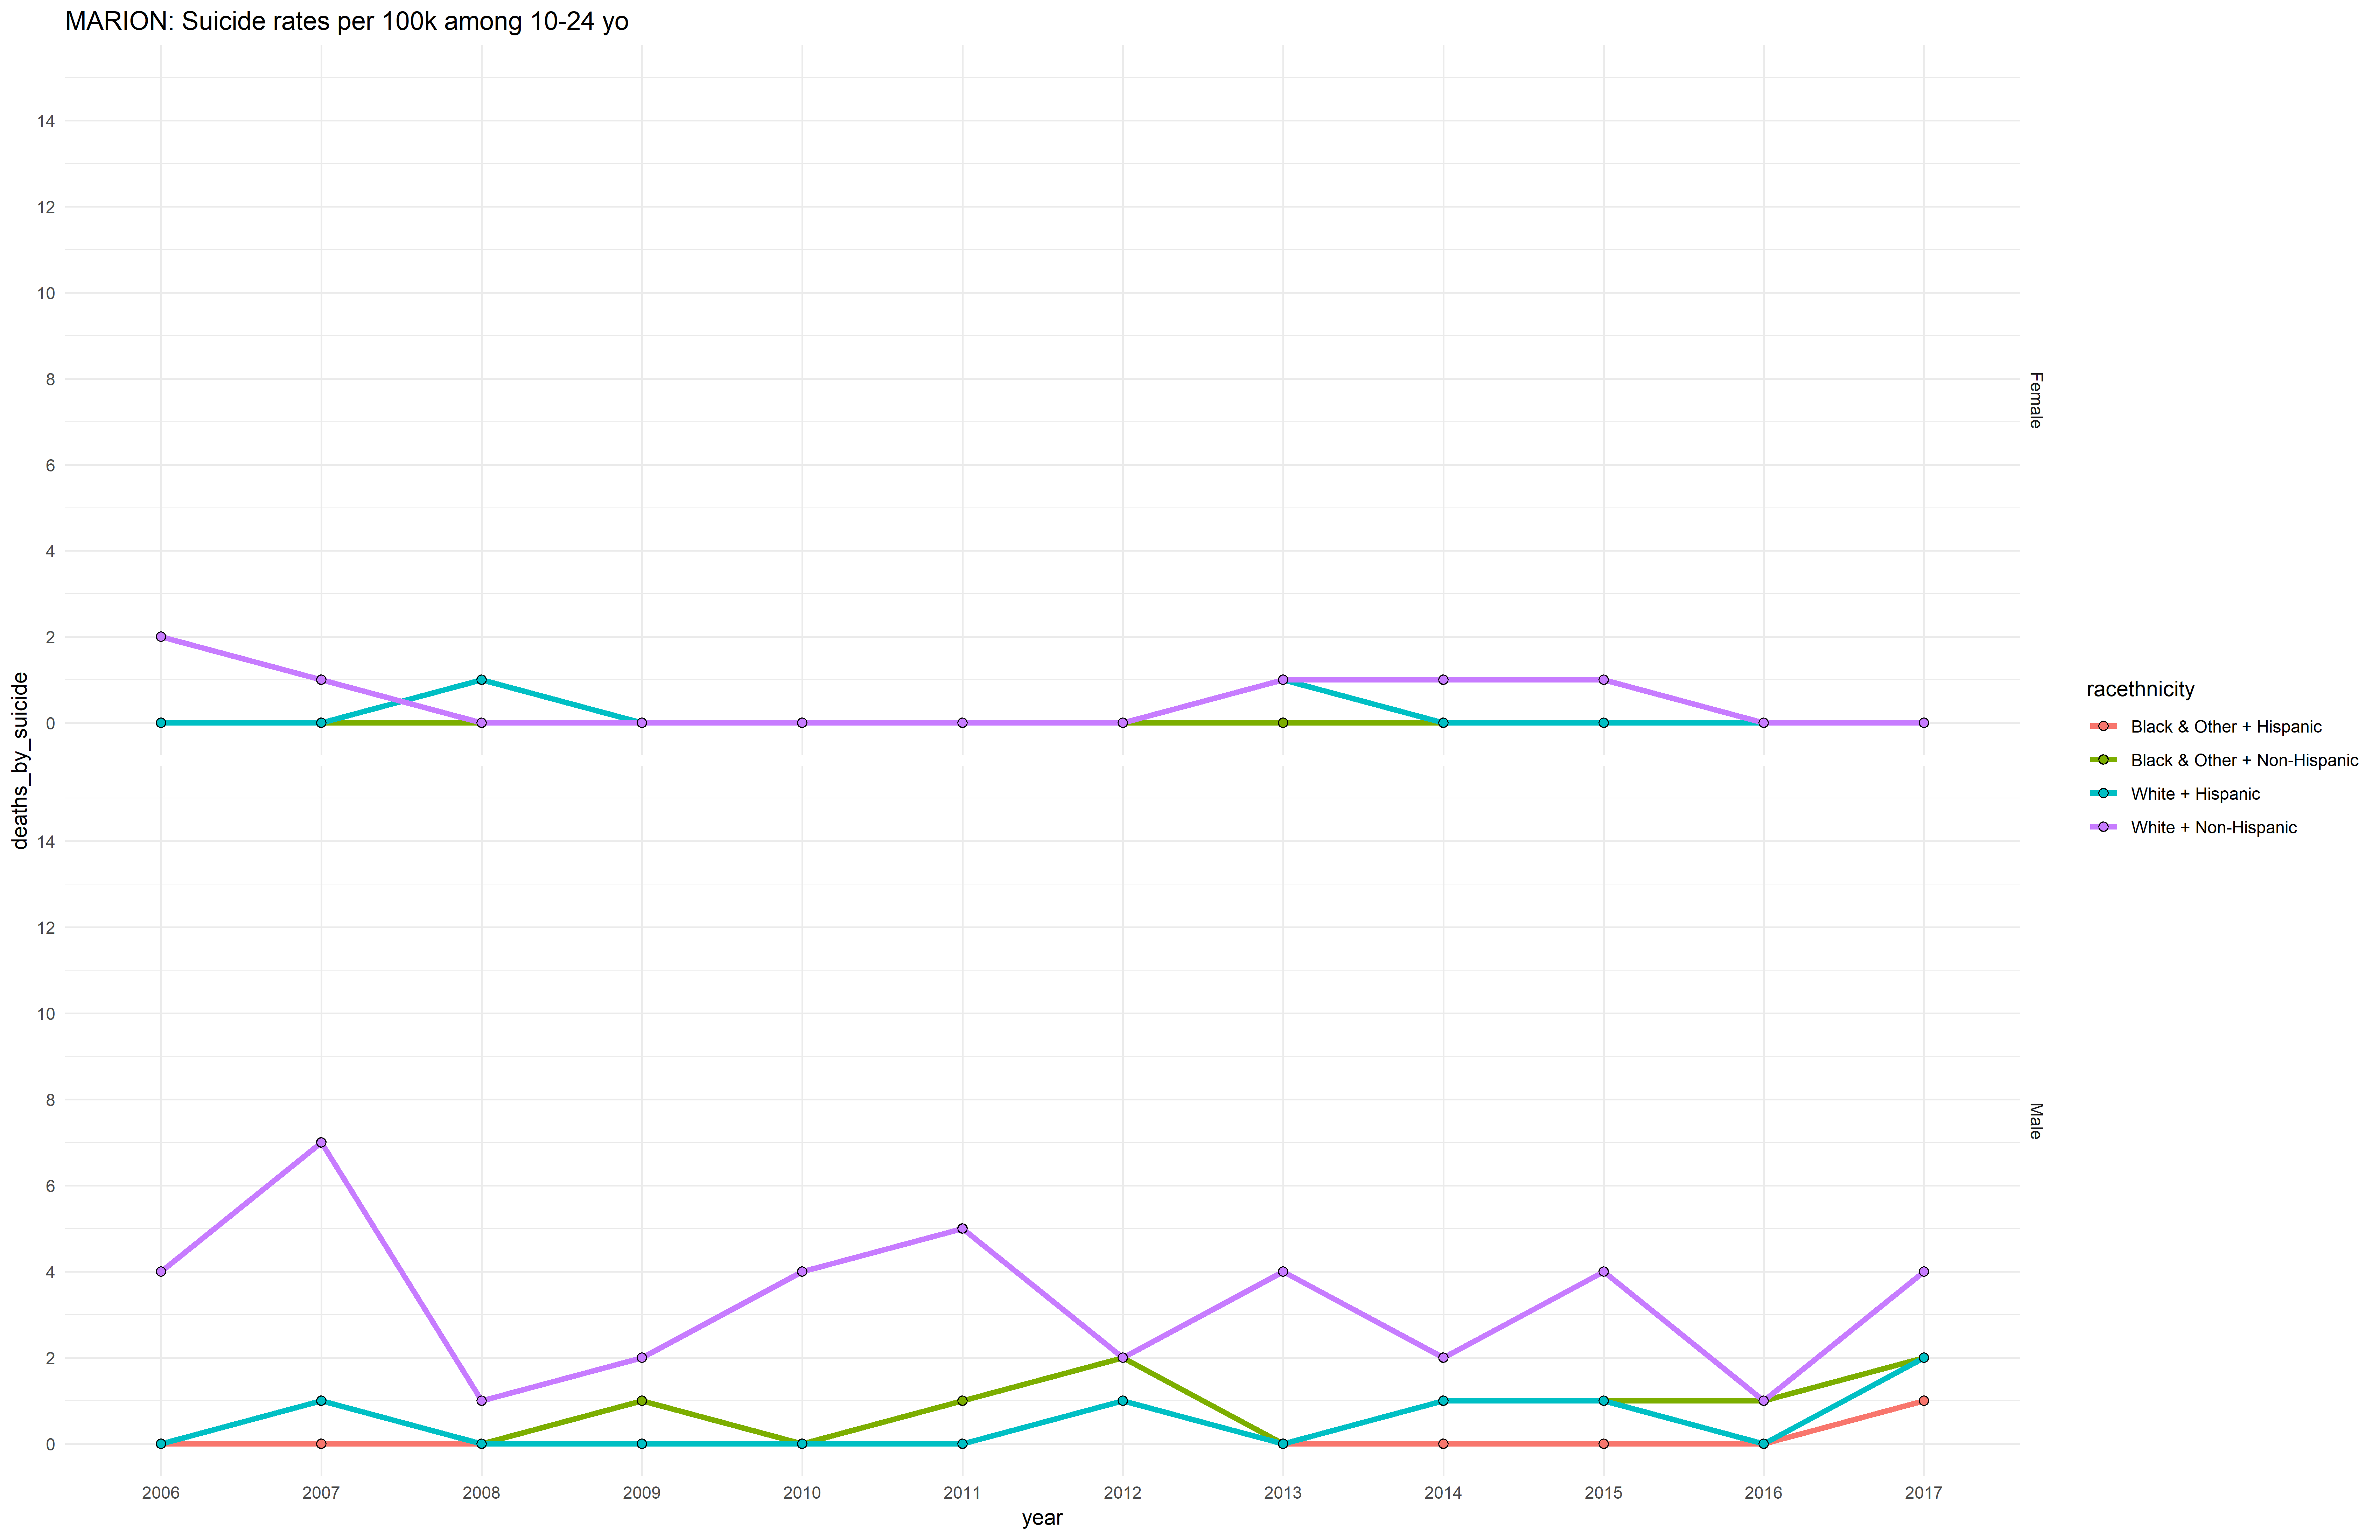 MARION: Suicide rates per 100k among 10-24 yo
14
12
10
8
6
4
2
0
Female
14
12
10
8
6
4
2
0
Male
deaths_by_suicide
2006 2007 2008 2009 2010 2011 2012 2013 2014 2015 2016 2017
year
racethnicity
Black & Other + Hispanic
Black & Other + Non-Hispanic
White + Hispanic
White + Non-Hispanic